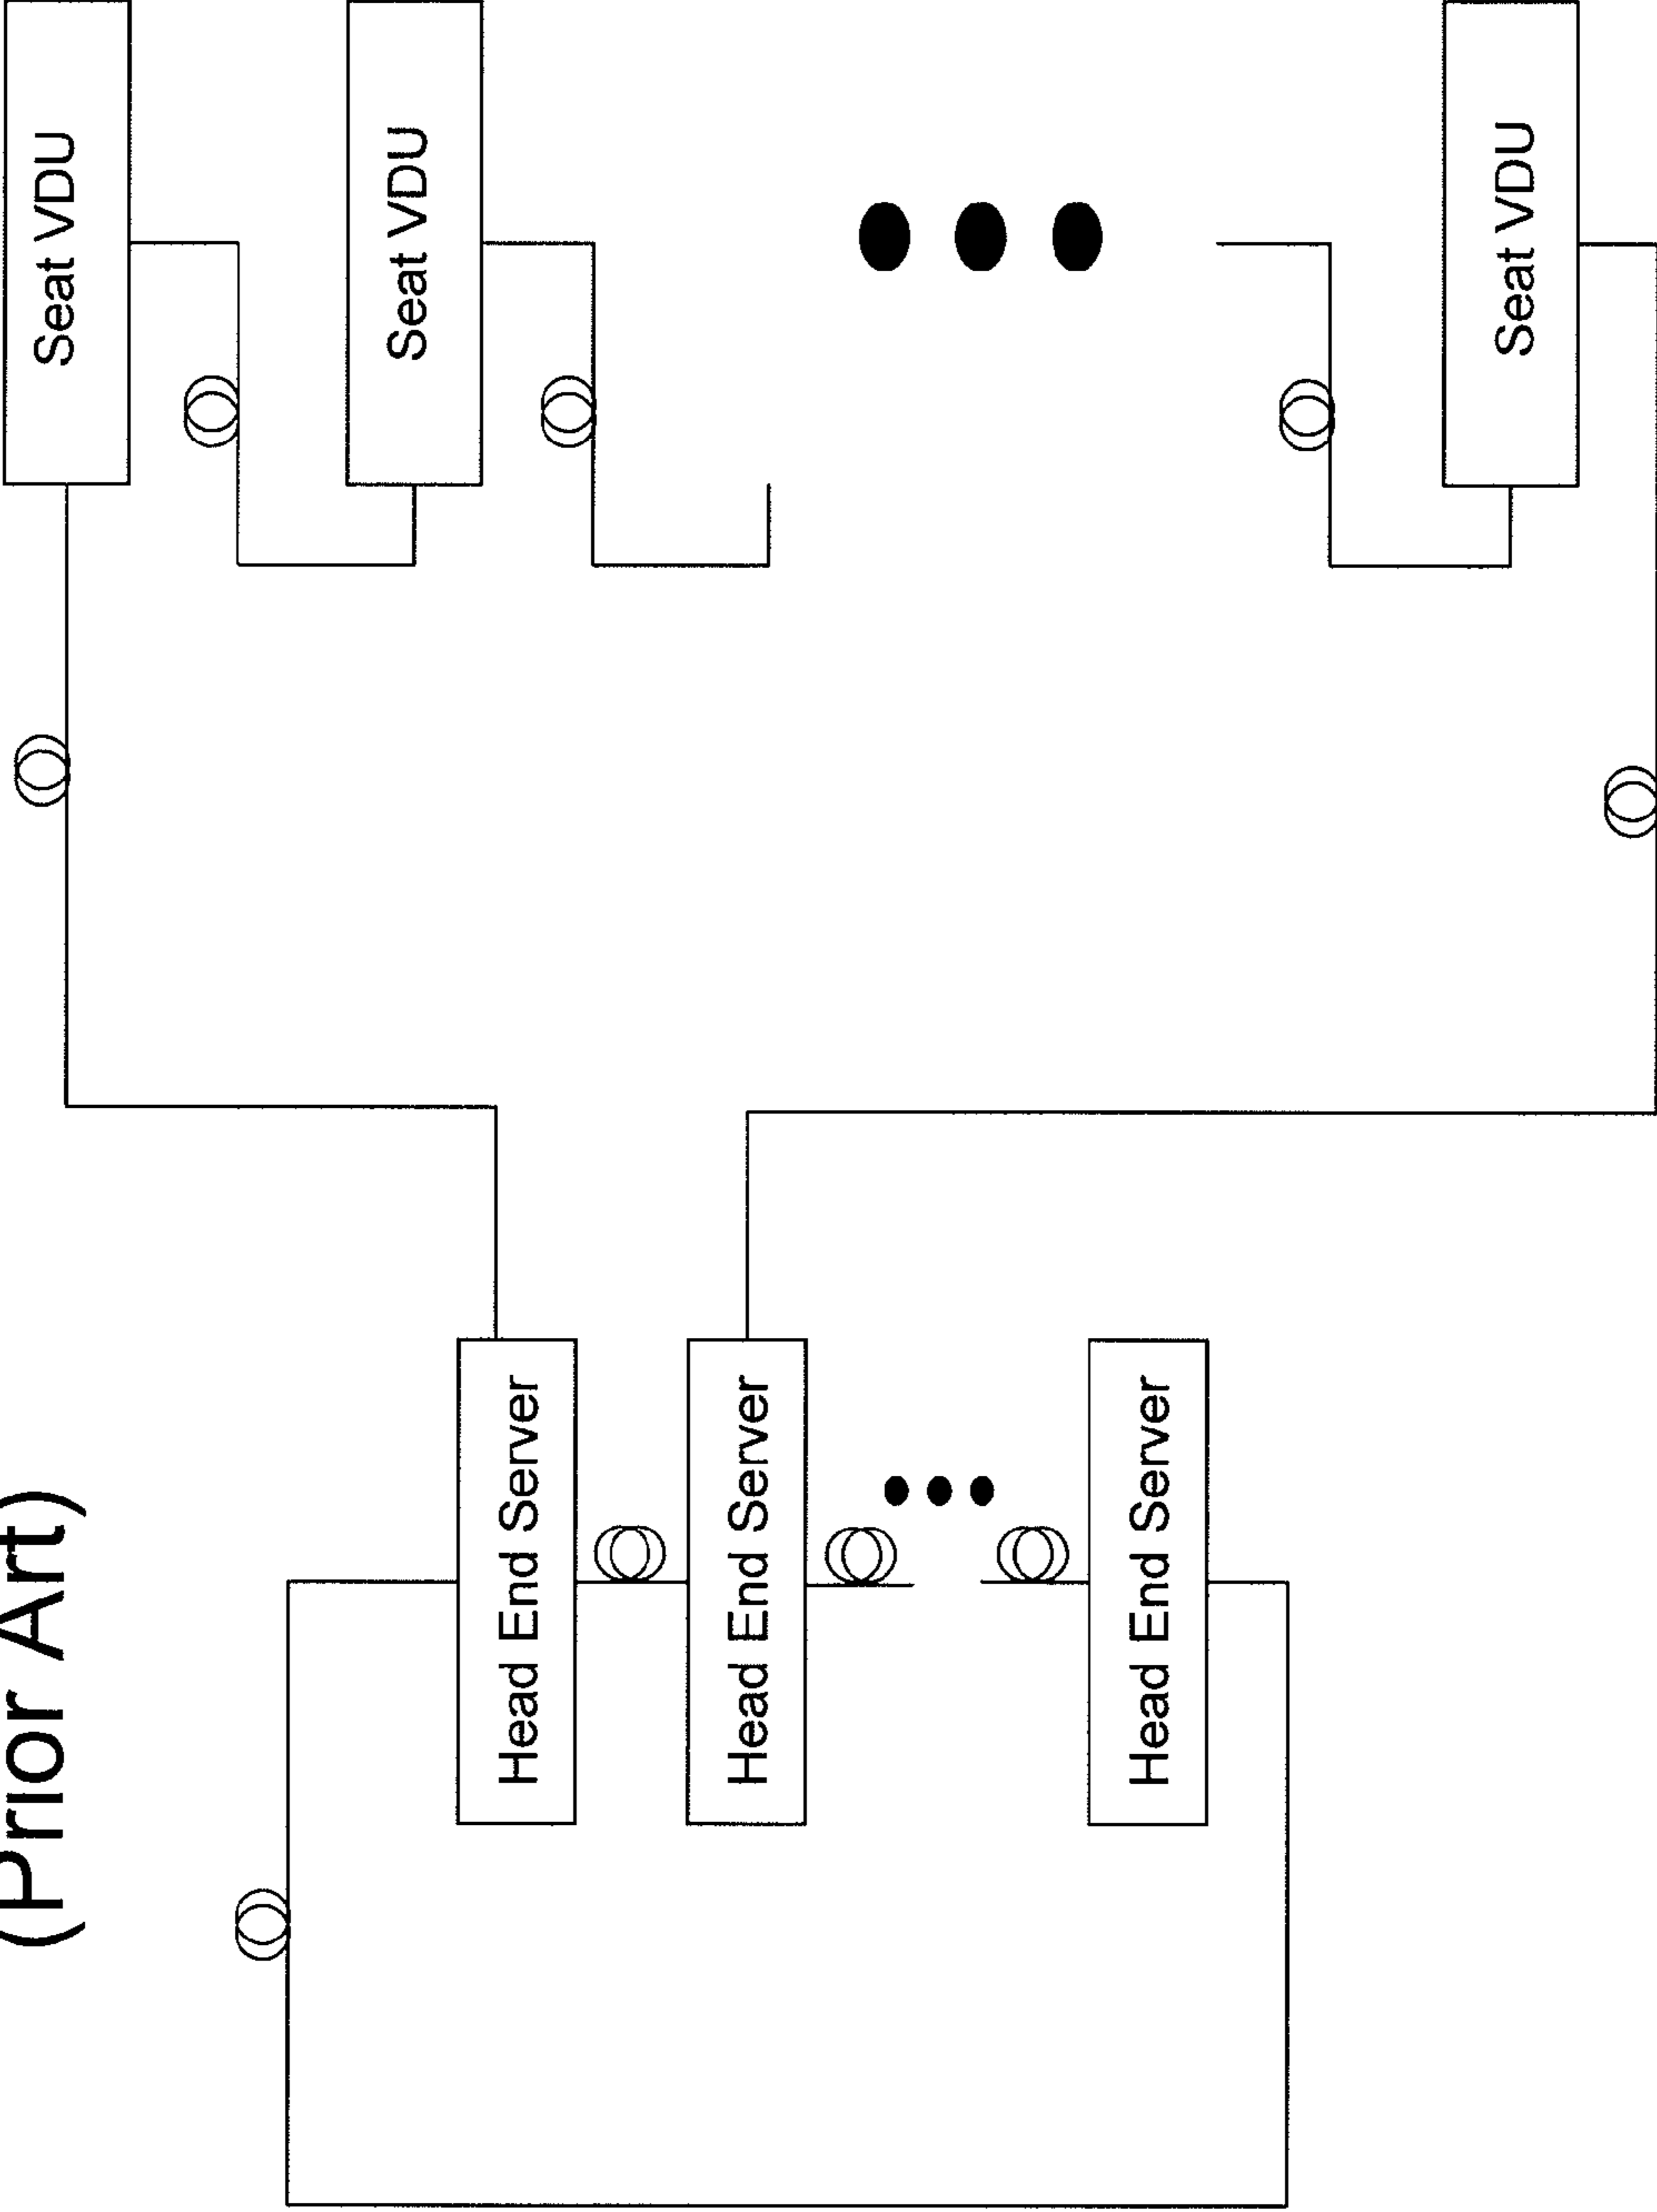 (Prior Art)
Seat VDU
Seat VDU
Seat VDU
Head End Server
Head End Server
Head End Server